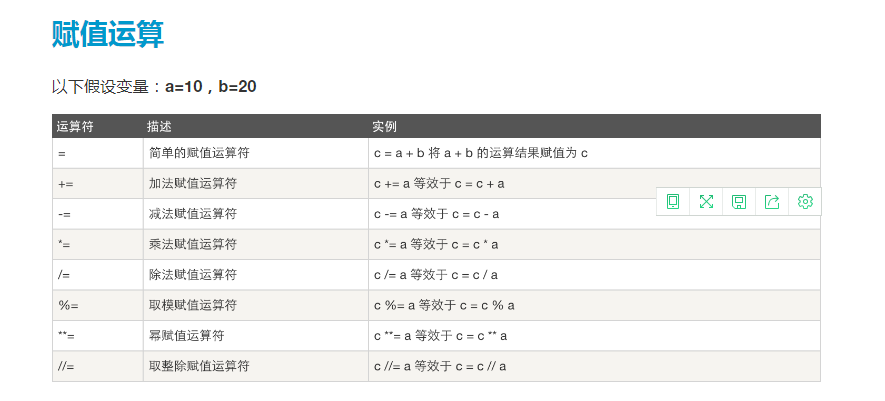 赋值运算
以下假设变量：a=10，b=20
运算符 描述 实例
= 简单的赋值运算符 c = a + b 将 a + b 的运算结果赋值为 c
+= 加法赋值运算符 c += a 等效于 c = c + a
-= 减法赋值运算符 c -= a 等效于 c = c - a
*= 乘法赋值运算符 c *= a 等效于 c = c * a
/= 除法赋值运算符 c /= a 等效于 c = c / a
%= 取模赋值运算符 c %= a 等效于 c = c % a
**= 幂赋值运算符 c **= a 等效于 c = c ** a
//= 取整除赋值运算符 c //= a 等效于 c = c // a